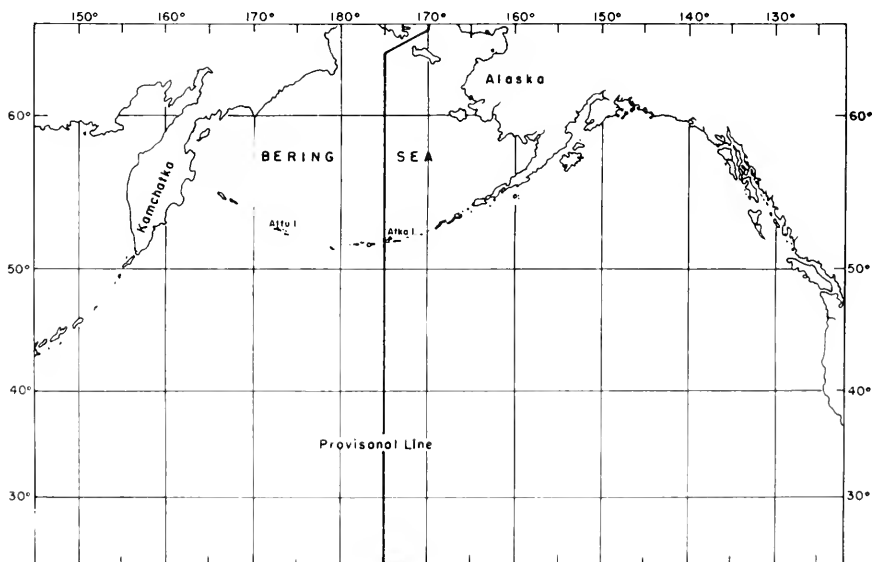 150° 160° 170° 180° 170° 160° 150° 140° 130°
Alaska
60° 60°
BERING SEA
Kamchatka
Attu I.
Atka I.
50° 50°
40° 40°
Provisonal Line
30° 30°